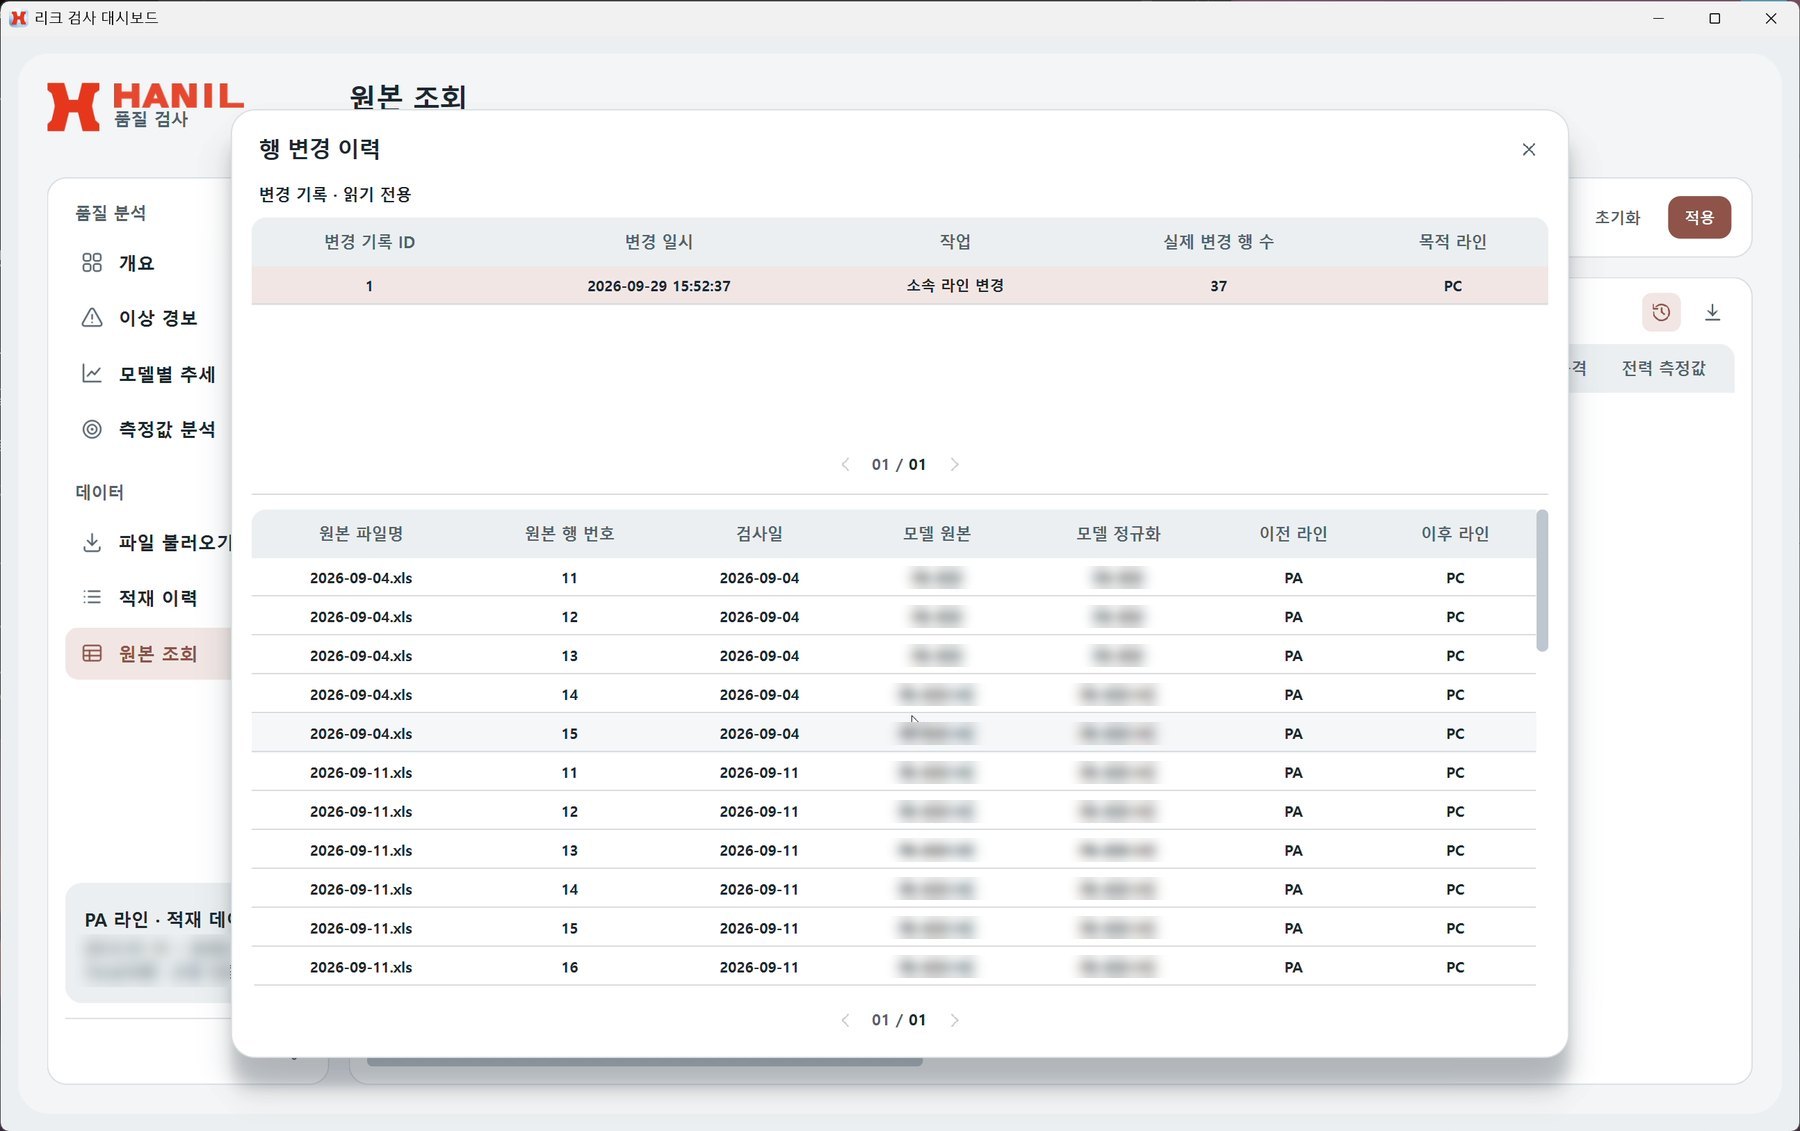 리크 검사 대시보드
HANIL
품질 검사
원본 조회
품질 분석
개요
이상 경보
모델별 추세
측정값 분석
데이터
파일 불러오기
적재 이력
원본 조회
PA 라인 · 적재
초기화
적용
전력 측정값
행 변경 이력
변경 기록 · 읽기 전용
변경 기록 ID 변경 일시 작업 실제 변경 행 수 목적 라인
1 2026-09-29 15:52:37 소속 라인 변경 37 PC
01 / 01
원본 파일명 원본 행 번호 검사일 모델 원본 모델 정규화 이전 라인 이후 라인
2026-09-04.xls 11 2026-09-04 PA PC
2026-09-04.xls 12 2026-09-04 PA PC
2026-09-04.xls 13 2026-09-04 PA PC
2026-09-04.xls 14 2026-09-04 PA PC
2026-09-04.xls 15 2026-09-04 PA PC
2026-09-11.xls 11 2026-09-11 PA PC
2026-09-11.xls 12 2026-09-11 PA PC
2026-09-11.xls 13 2026-09-11 PA PC
2026-09-11.xls 14 2026-09-11 PA PC
2026-09-11.xls 15 2026-09-11 PA PC
2026-09-11.xls 16 2026-09-11 PA PC
01 / 01